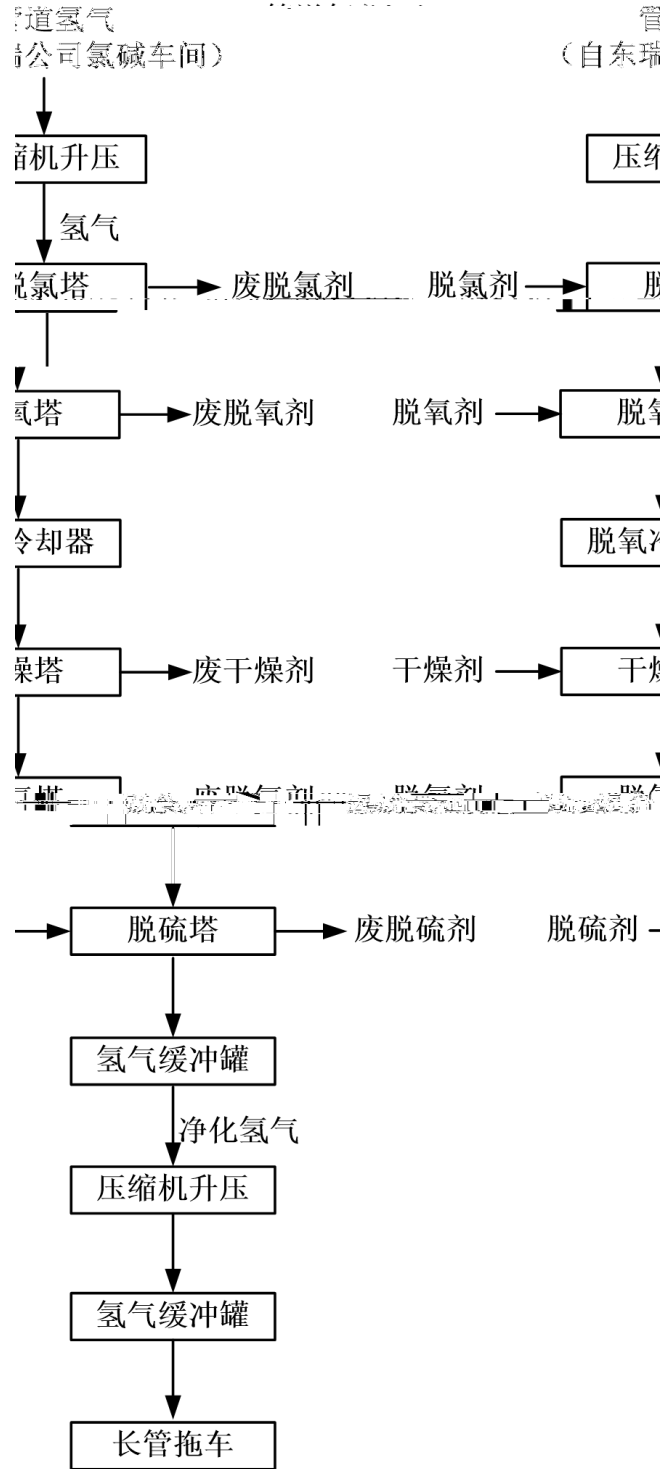 道氢气
公司氯碱车间）
（自东瑞
缩机升压
压缩
氢气
脱氯塔
废脱氯剂
脱氯剂
氧塔
废脱氧剂
脱氧剂
脱氧
冷却器
脱氧冷
燥塔
废干燥剂
干燥剂
干燥
脱硫塔
废脱硫剂
脱硫剂
氢气缓冲罐
净化氢气
压缩机升压
氢气缓冲罐
长管拖车